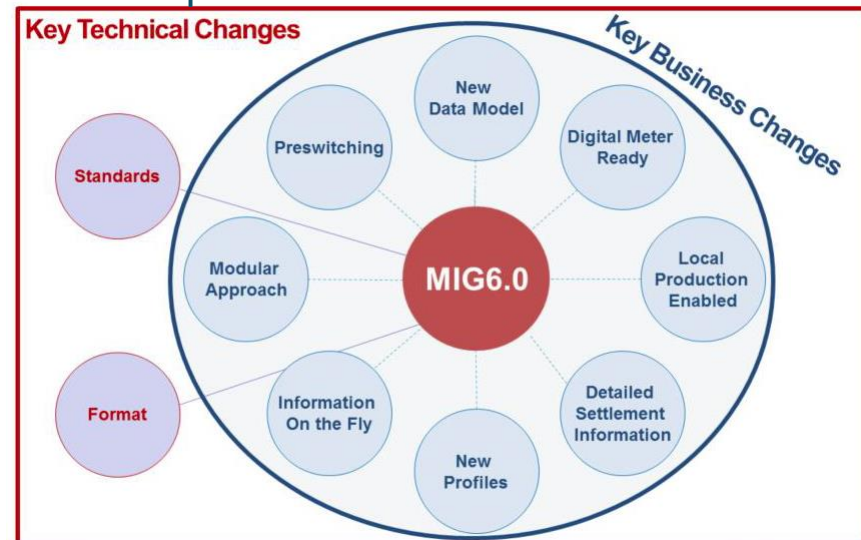 Key Technical Changes
Key Business Changes
New
Data Model
Preswitching
Digital Meter
Ready
Standards
Modular
Approach
MIG6.0
Local
Production
Enabled
Format
Information
On the Fly
Detailed
Settlement
Information
New
Profiles